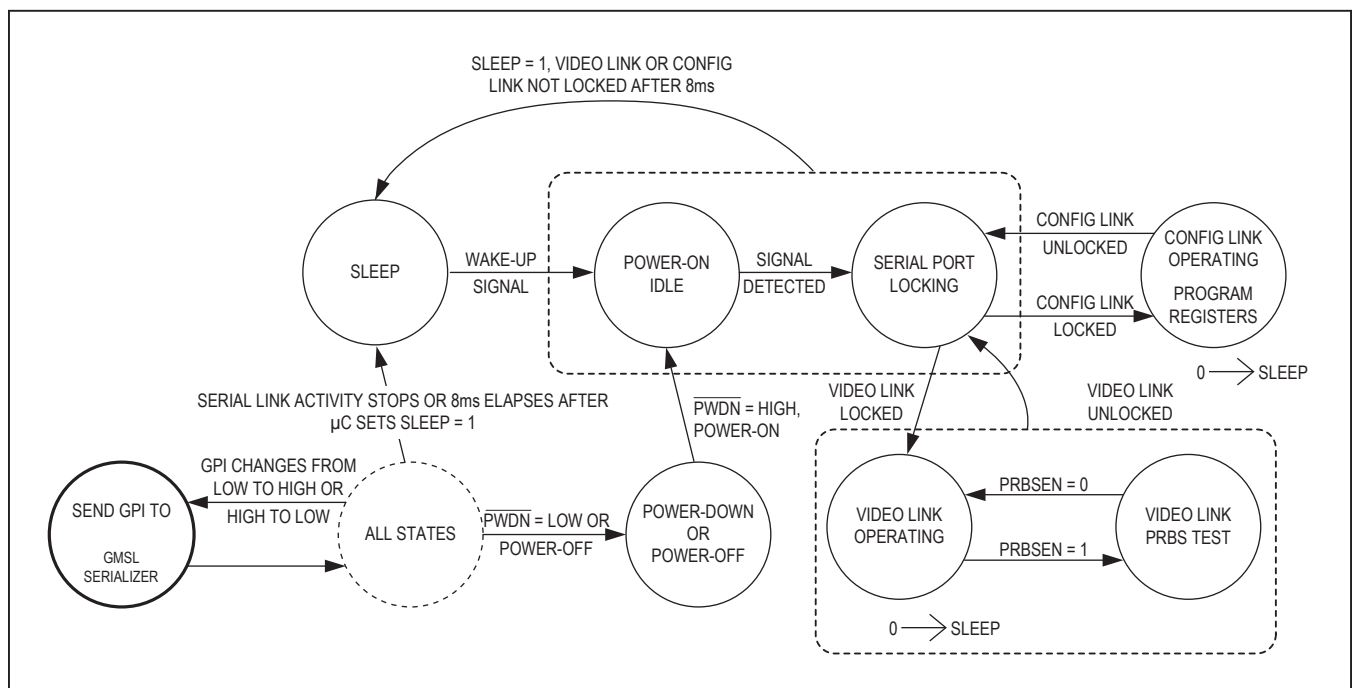 SLEEP = 1, VIDEO LINK OR CONFIG
LINK NOT LOCKED AFTER 8ms
SLEEP
WAKE-UP
SIGNAL
POWER-ON
IDLE
SIGNAL
DETECTED
SERIAL PORT
LOCKING
CONFIG LINK
UNLOCKED
CONFIG LINK
LOCKED
CONFIG LINK
OPERATING
PROGRAM
REGISTERS
0 → SLEEP
SERIAL LINK ACTIVITY STOPS OR 8ms ELAPSES AFTER
µC SETS SLEEP = 1
PWDN = HIGH,
POWER-ON
VIDEO LINK
LOCKED
VIDEO LINK
UNLOCKED
GPI CHANGES FROM
LOW TO HIGH OR
HIGH TO LOW
SEND GPI TO
GMSL
SERIALIZER
ALL STATES
PWDN = LOW OR
POWER-OFF
POWER-DOWN
OR
POWER-OFF
VIDEO LINK
OPERATING
PRBSEN = 0
PRBSEN = 1
VIDEO LINK
PRBS TEST
0 → SLEEP